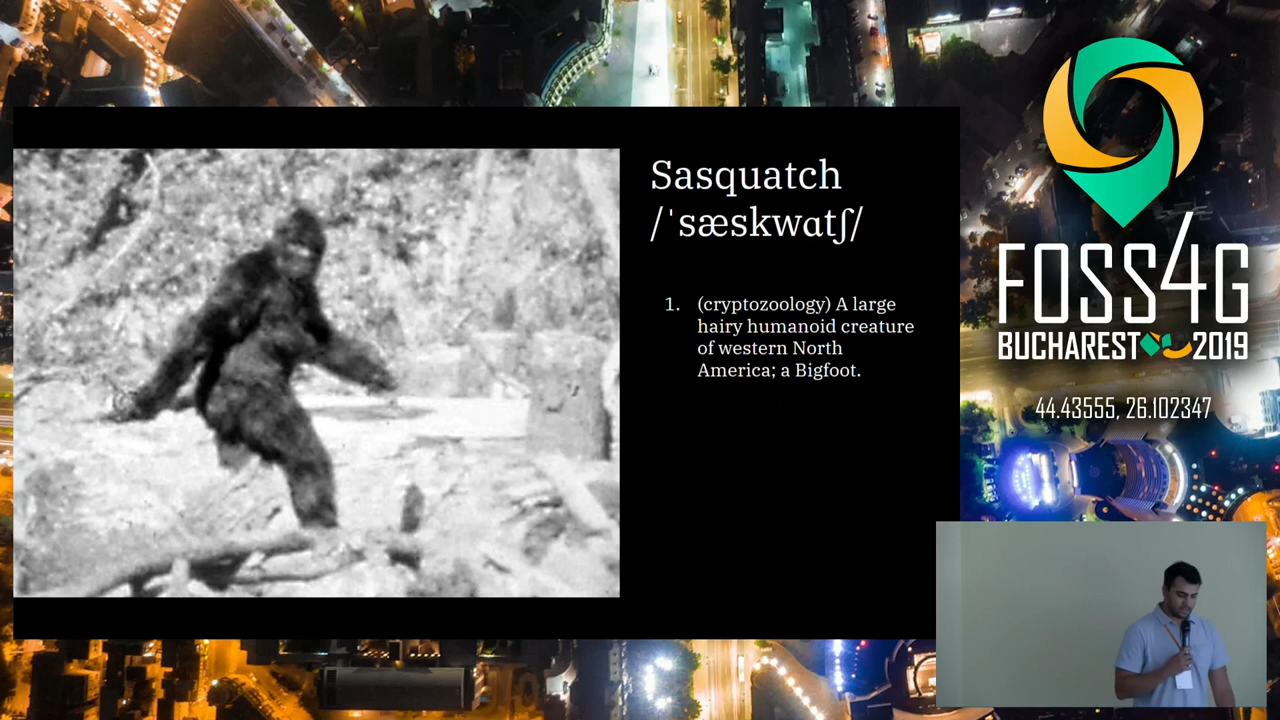 Sasquatch
/ˈsæskwɑtʃ/
1. (cryptozoology) A large
hairy humanoid creature
of western North
America; a Bigfoot.
FOSS4G
BUCHAREST 2019
44.43555, 26.102347